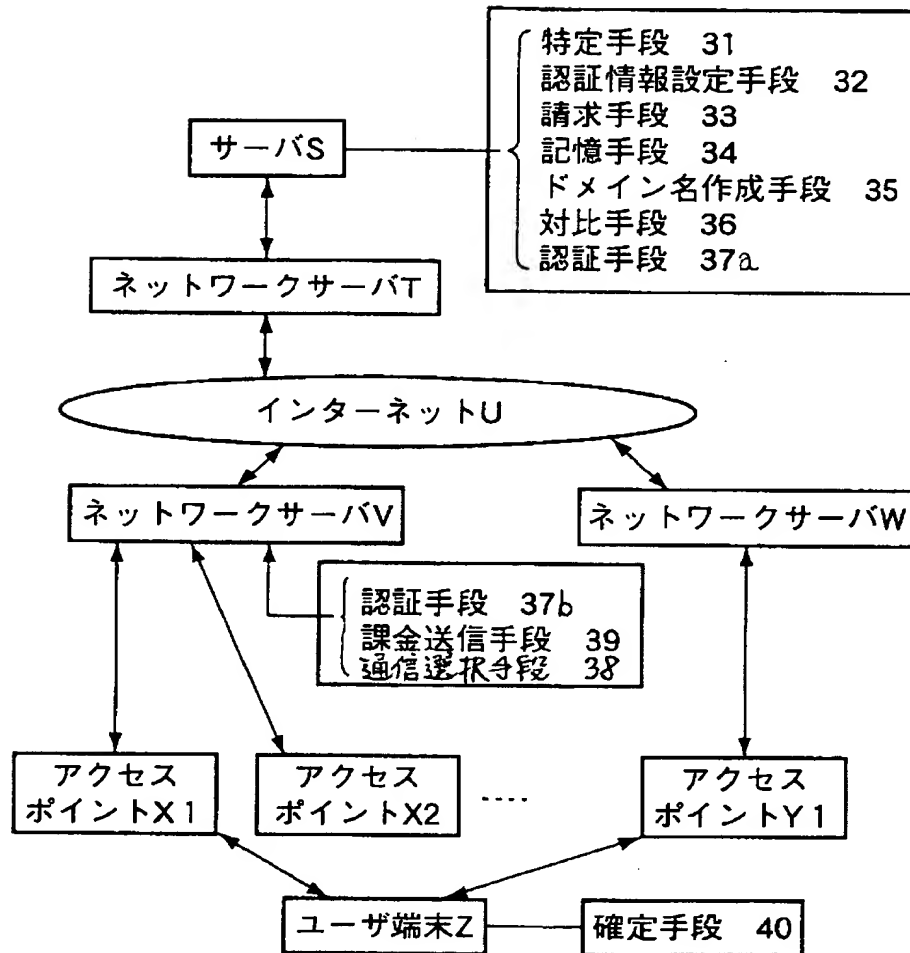 特定手段 31
認証情報設定手段 32
請求手段 33
記憶手段 34
ドメイン名作成手段 35
対比手段 36
認証手段 37a
サーバS
ネットワークサーバT
インターネットU
ネットワークサーバV
ネットワークサーバW
認証手段 37b
課金送信手段 39
通信選択手段 38
アクセス
ポイントX1
アクセス
ポイントX2
.....
アクセス
ポイントY1
ユーザ端末Z
確定手段 40